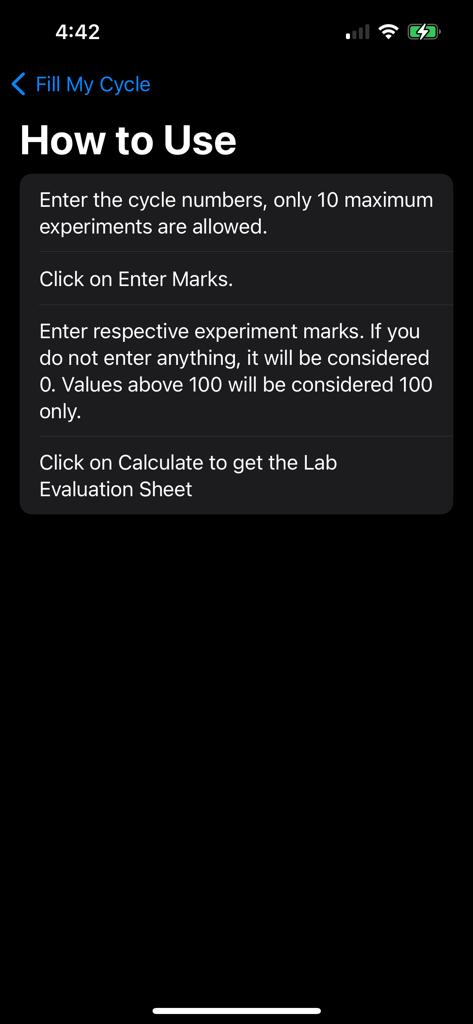 4:42
Fill My Cycle
How to Use
Enter the cycle numbers, only 10 maximum
experiments are allowed.
Click on Enter Marks.
Enter respective experiment marks. If you
do not enter anything, it will be considered
0. Values above 100 will be considered 100
only.
Click on Calculate to get the Lab
Evaluation Sheet